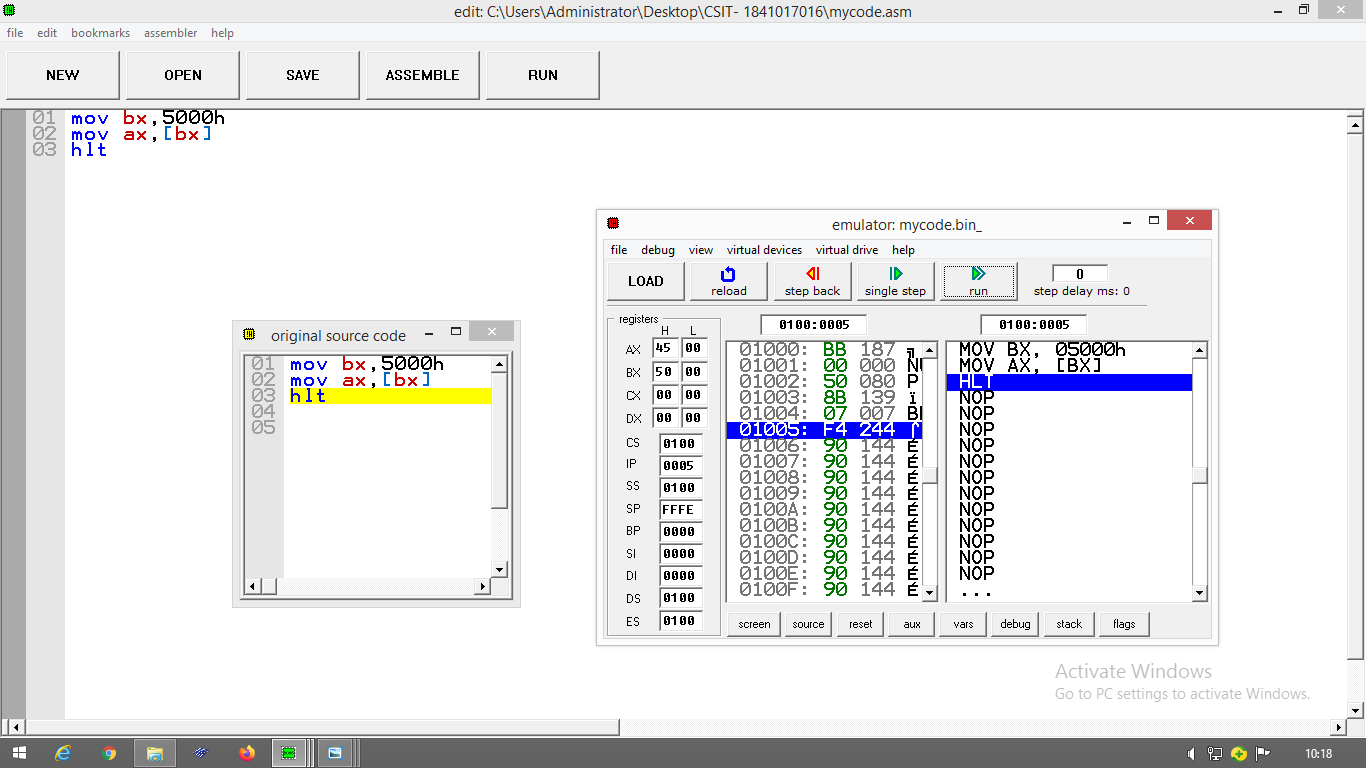 edit: C:\Users\Administrator\Desktop\CSIT- 1841017016\mycode.asm
file edit bookmarks assembler help
NEW OPEN SAVE ASSEMBLE RUN
01 mov bx,5000h
02 mov ax,[bx]
03 hlt
original source code
01 mov bx,5000h
02 mov ax,[bx]
03 hlt
04
05
emulator: mycode.bin_
file debug view virtual devices virtual drive help
LOAD reload step back single step run 0
step delay ms: 0
registers
H L
AX 45 00
BX 50 00
CX 00 00
DX 00 00
CS 0100
IP 0005
SS 0100
SP FFFE
BP 0000
SI 0000
DI 0000
DS 0100
ES 0100
0100:0005
01000: BB 187 ╗
01001: 00 000 NU
01002: 50 080 P
01003: 8B 139 ï
01004: 07 007 BE
01005: F4 244 ⌠
01006: 90 144 É
01007: 90 144 É
01008: 90 144 É
01009: 90 144 É
0100A: 90 144 É
0100B: 90 144 É
0100C: 90 144 É
0100D: 90 144 É
0100E: 90 144 É
0100F: 90 144 É
0100:0005
MOV BX, 05000h
MOV AX, [BX]
HLT
NOP
NOP
NOP
NOP
NOP
NOP
NOP
NOP
NOP
NOP
NOP
NOP
...
screen source reset aux vars debug stack flags
Activate Windows
Go to PC settings to activate Windows.
10:18